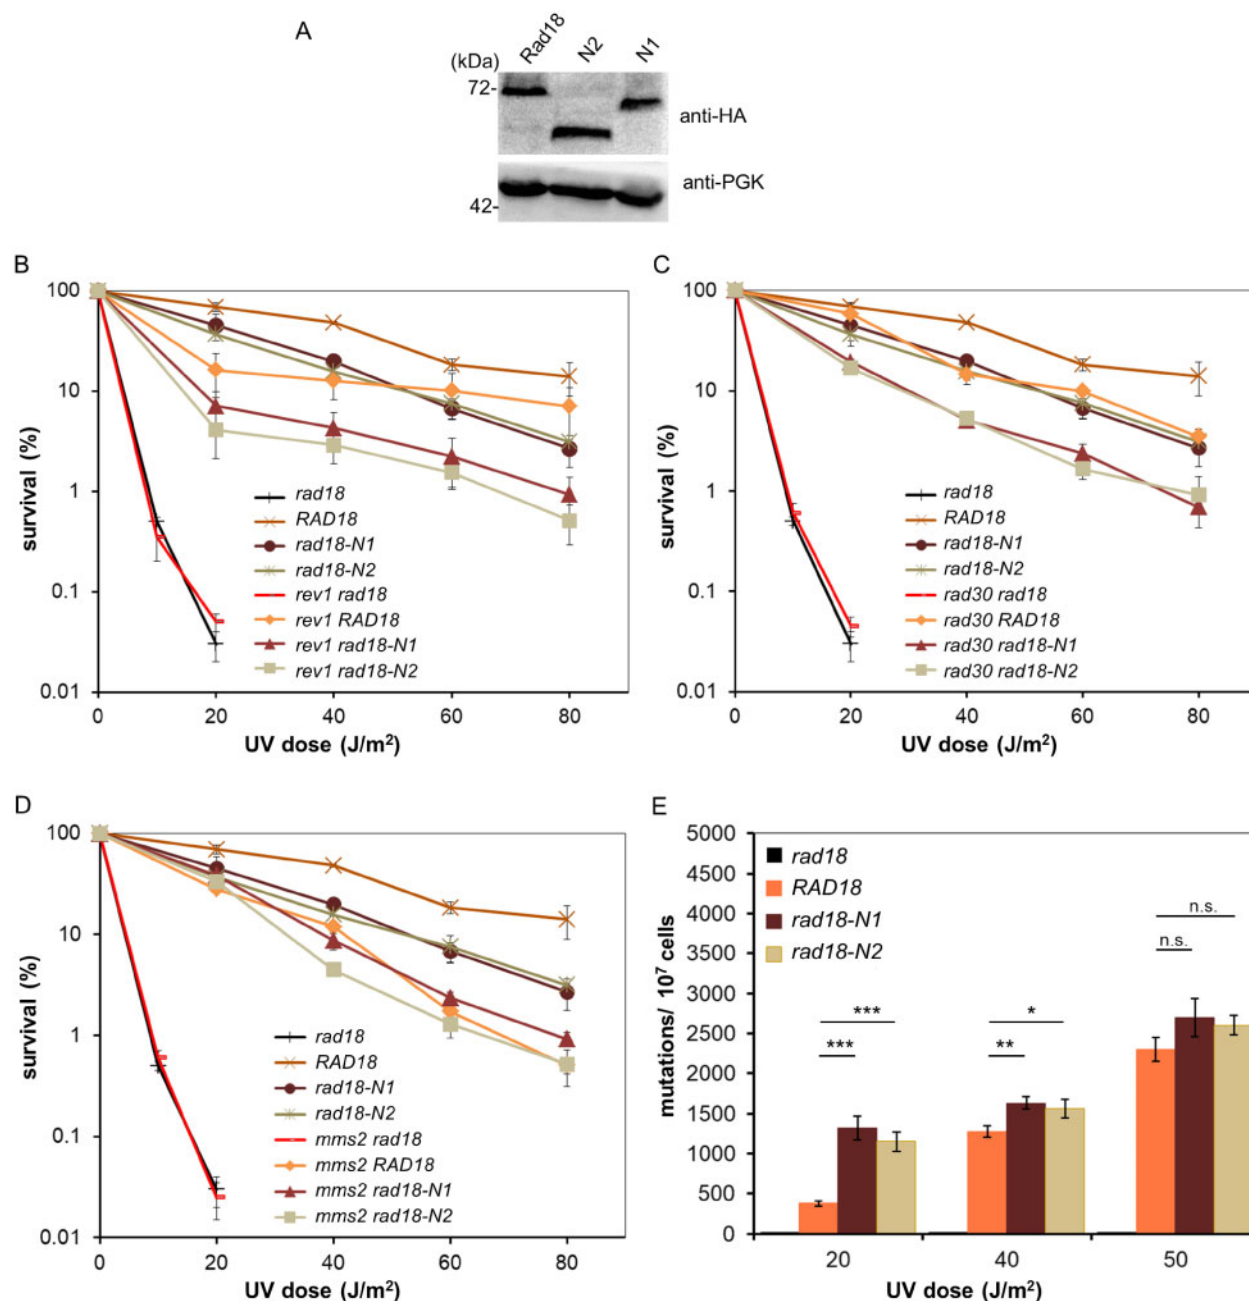 A
Rad18 N2 N1
(kDa)
72-
anti-HA
anti-PGK
42-
B
100
10
1
0.1
0.01
survival (%)
rad18
RAD18
rad18-N1
rad18-N2
rev1 rad18
rev1 RAD18
rev1 rad18-N1
rev1 rad18-N2
0 20 40 60 80
UV dose (J/m²)
C
100
10
1
0.1
0.01
survival (%)
rad18
RAD18
rad18-N1
rad18-N2
rad30 rad18
rad30 RAD18
rad30 rad18-N1
rad30 rad18-N2
0 20 40 60 80
UV dose (J/m²)
D
100
10
1
0.1
0.01
survival (%)
rad18
RAD18
rad18-N1
rad18-N2
mms2 rad18
mms2 RAD18
mms2 rad18-N1
mms2 rad18-N2
0 20 40 60 80
UV dose (J/m²)
E
5000
4500
4000
3500
3000
2500
2000
1500
1000
500
0
mutations/ 10⁷ cells
rad18
RAD18
rad18-N1
rad18-N2
***
***
*
**
n.s.
n.s.
20 40 50
UV dose (J/m²)